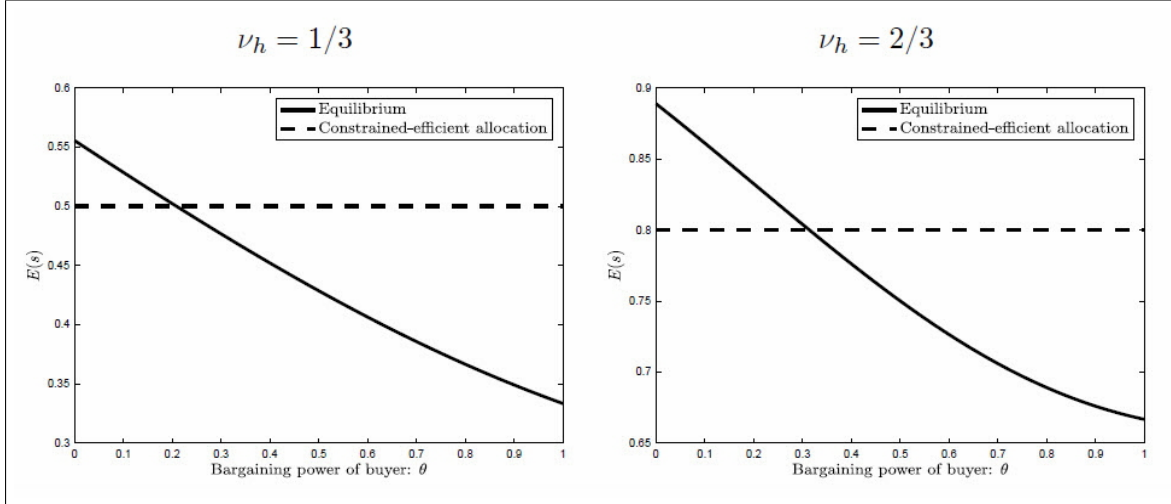 ν_h = 1/3
0.6
0.55
0.5
0.45
0.4
0.35
0.3
E(s)
0 0.1 0.2 0.3 0.4 0.5 0.6 0.7 0.8 0.9 1
Bargaining power of buyer: θ
Equilibrium
Constrained-efficient allocation
ν_h = 2/3
0.9
0.85
0.8
0.75
0.7
0.65
E(s)
0 0.1 0.2 0.3 0.4 0.5 0.6 0.7 0.8 0.9 1
Bargaining power of buyer: θ
Equilibrium
Constrained-efficient allocation